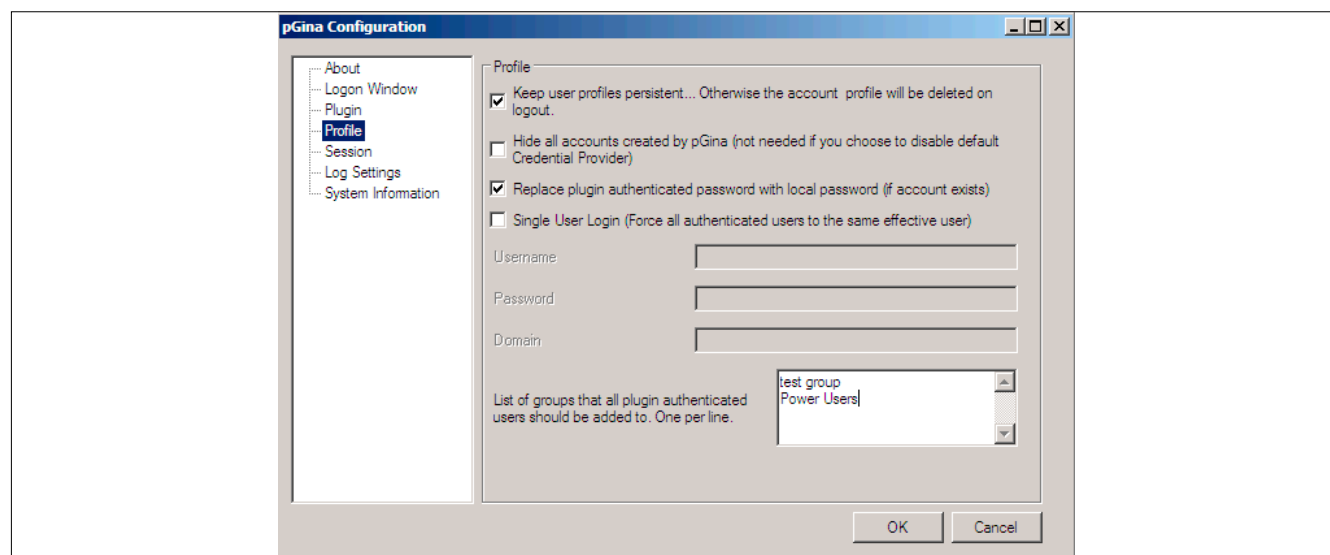 pGina Configuration
About
Logon Window
Plugin
Profile
Session
Log Settings
System Information
Profile
Keep user profiles persistent... Otherwise the account profile will be deleted on
logout.
Hide all accounts created by pGina (not needed if you choose to disable default
Credential Provider)
Replace plugin authenticated password with local password (if account exists)
Single User Login (Force all authenticated users to the same effective user)
Username
Password
Domain
List of groups that all plugin authenticated
users should be added to. One per line.
test group
Power Users
OK
Cancel